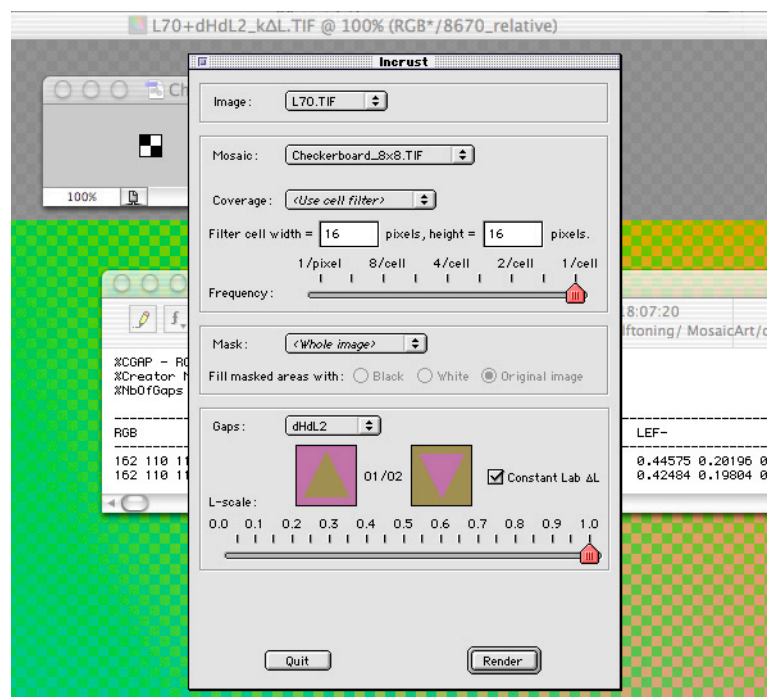 L70+dHdL2_k∆L.TIF @ 100% (RGB*/8670_relative)
Incrust
Ch
Image: L70.TIF
Mosaic: Checkerboard_8x8.TIF
100%
Coverage: <Use cell filter>
Filter cell width = 16 pixels, height = 16 pixels.
1/pixel 8/cell 4/cell 2/cell 1/cell
Frequency:
8:07:20
lftoning/ MosaicArt/c
Mask: <Whole image>
Fill masked areas with: Black White Original image
%CGAP - RG
%Creator
%NbOfGaps
Gaps: dHdL2
RGB
LEF-
01/02
Constant Lab ∆L
162 110 11
0.44575 0.20196 0
162 110 11
0.42484 0.19804 0
L-scale:
0.0 0.1 0.2 0.3 0.4 0.5 0.6 0.7 0.8 0.9 1.0
Quit Render